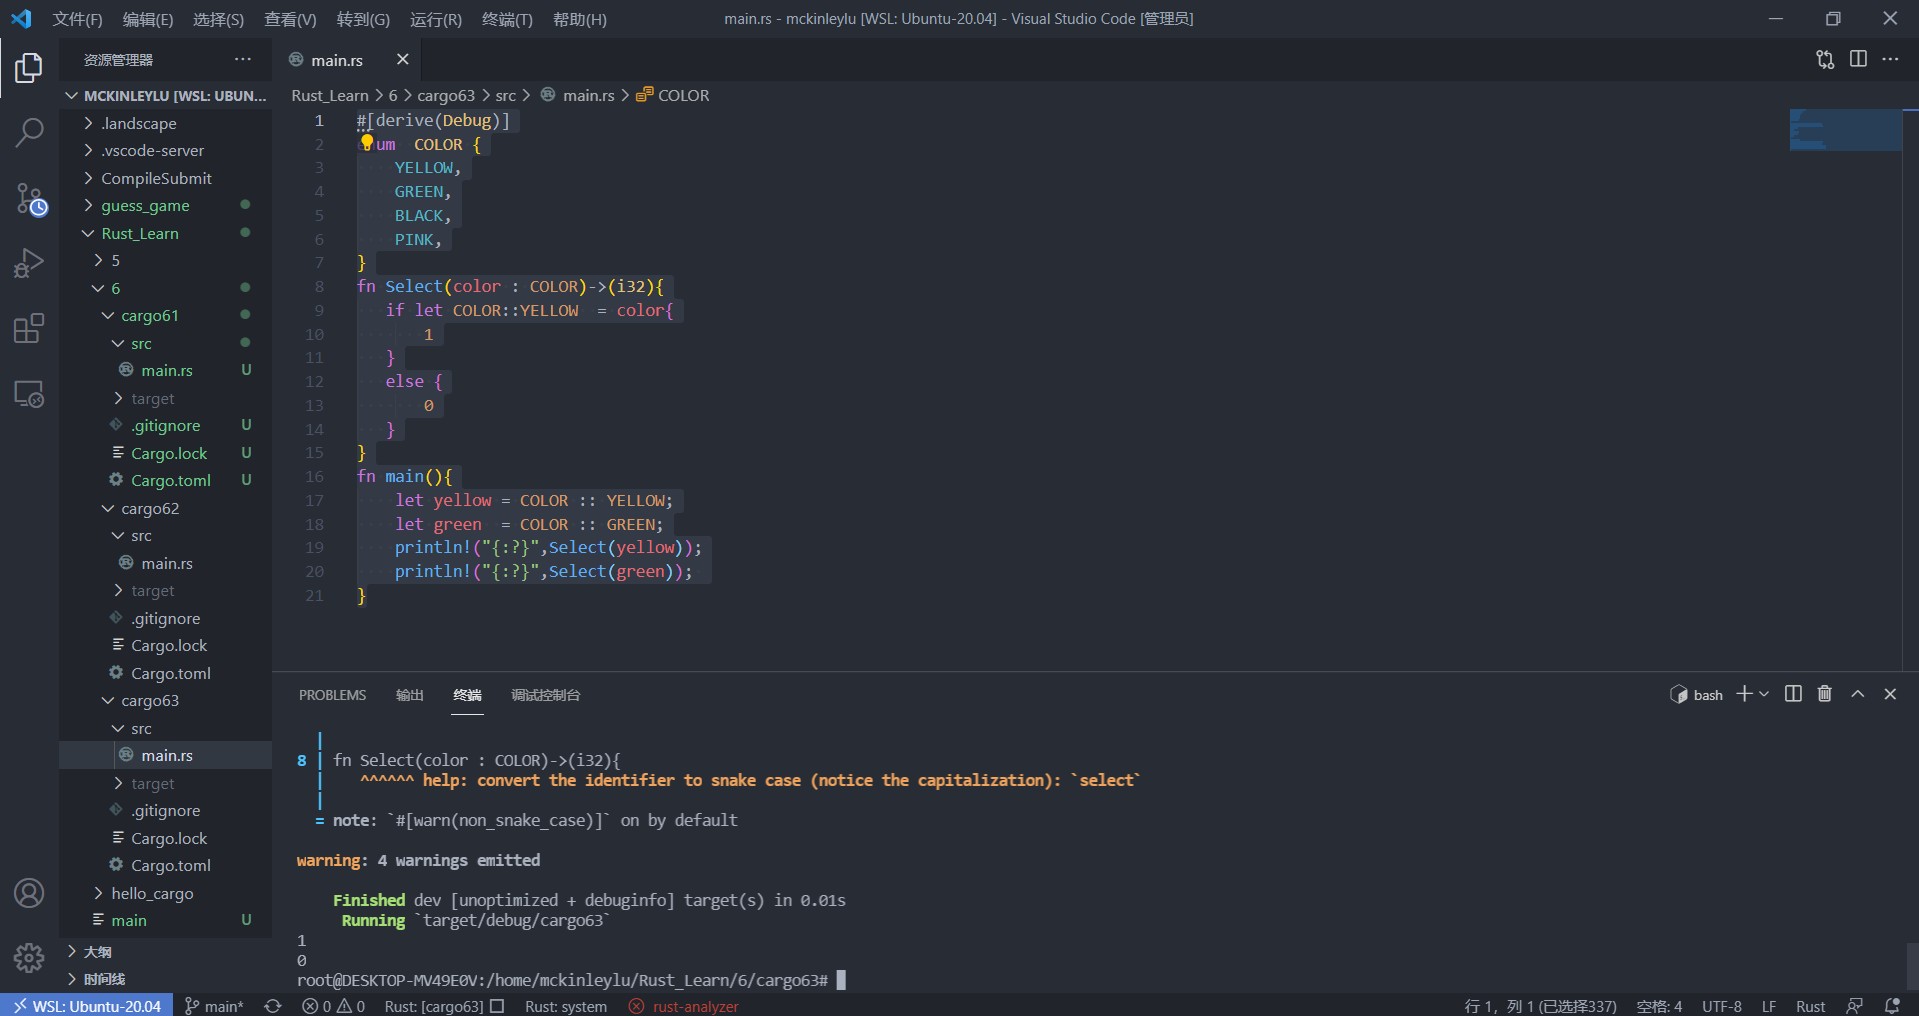 文件(F) 编辑(E) 选择(S) 查看(V) 转到(G) 运行(R) 终端(T) 帮助(H)
main.rs - mckinleylu [WSL: Ubuntu-20.04] - Visual Studio Code [管理员]
资源管理器
MCKINLEYLU [WSL: UBUN...
.landscape
.vscode-server
CompileSubmit
guess_game
Rust_Learn
5
6
cargo61
src
main.rs U
target
.gitignore U
Cargo.lock U
Cargo.toml U
cargo62
src
main.rs
target
.gitignore
Cargo.lock
Cargo.toml
cargo63
src
main.rs
target
.gitignore
Cargo.lock
Cargo.toml
hello_cargo
main U
大纲
时间线
main.rs
Rust_Learn > 6 > cargo63 > src > main.rs > COLOR
1 #[derive(Debug)]
2 um  COLOR {
3 YELLOW,
4 GREEN,
5 BLACK,
6 PINK,
7 }
8 fn Select(color : COLOR)->(i32){
9 if let COLOR::YELLOW  = color{
10 1
11 }
12 else {
13 0
14 }
15 }
16 fn main(){
17 let yellow = COLOR :: YELLOW;
18 let green  = COLOR :: GREEN;
19 println!("{:?}",Select(yellow));
20 println!("{:?}",Select(green));
21 }
PROBLEMS 输出 终端 调试控制台
bash
|
8 | fn Select(color : COLOR)->(i32){
| ^^^^^^ help: convert the identifier to snake case (notice the capitalization): `select`
|
= note: `#[warn(non_snake_case)]` on by default
warning: 4 warnings emitted
Finished dev [unoptimized + debuginfo] target(s) in 0.01s
Running `target/debug/cargo63`
1
0
root@DESKTOP-MV49E0V:/home/mckinleylu/Rust_Learn/6/cargo63#
WSL: Ubuntu-20.04 main* 0 0 Rust: [cargo63] Rust: system rust-analyzer
行 1，列 1 (已选择337) 空格: 4 UTF-8 LF Rust